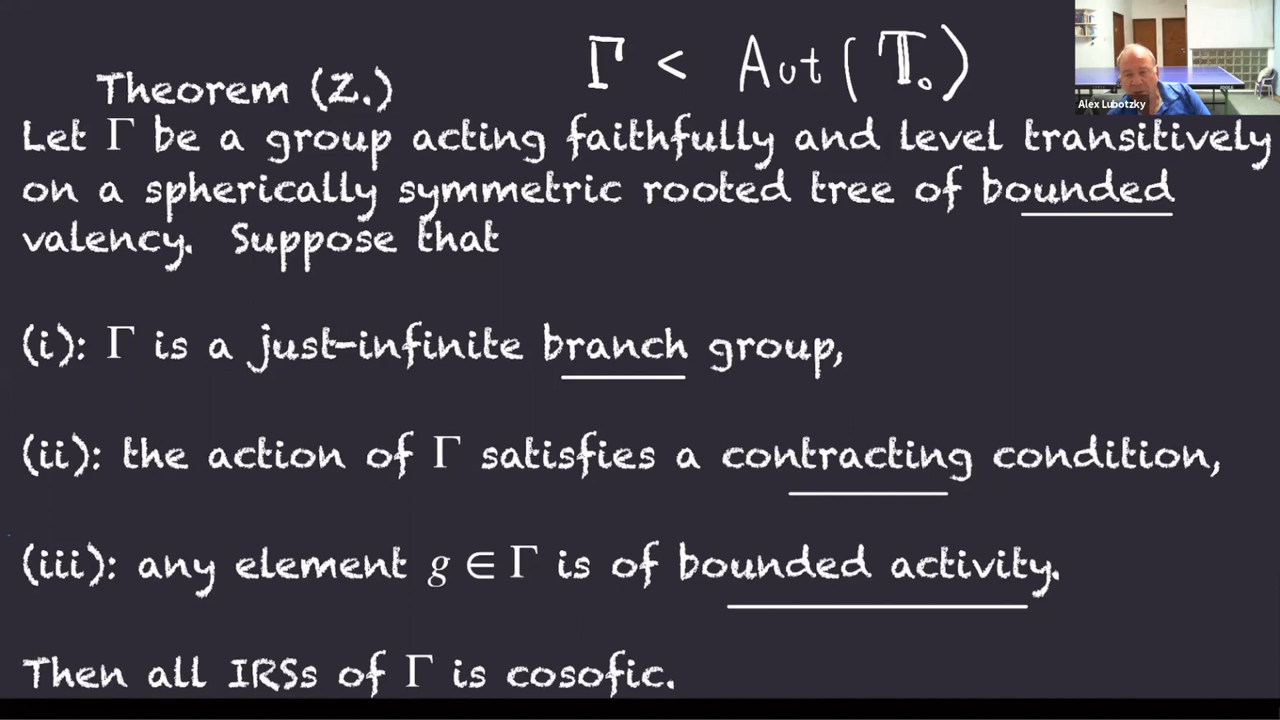 Γ < Aut(𝕋₀)
Alex Lubotzky
Theorem (Z.)
Let Γ be a group acting faithfully and level transitively
on a spherically symmetric rooted tree of bounded
valency. Suppose that
(i): Γ is a just-infinite branch group,
(ii): the action of Γ satisfies a contracting condition,
(iii): any element g ∈ Γ is of bounded activity.
Then all IRSs of Γ is cosofic.